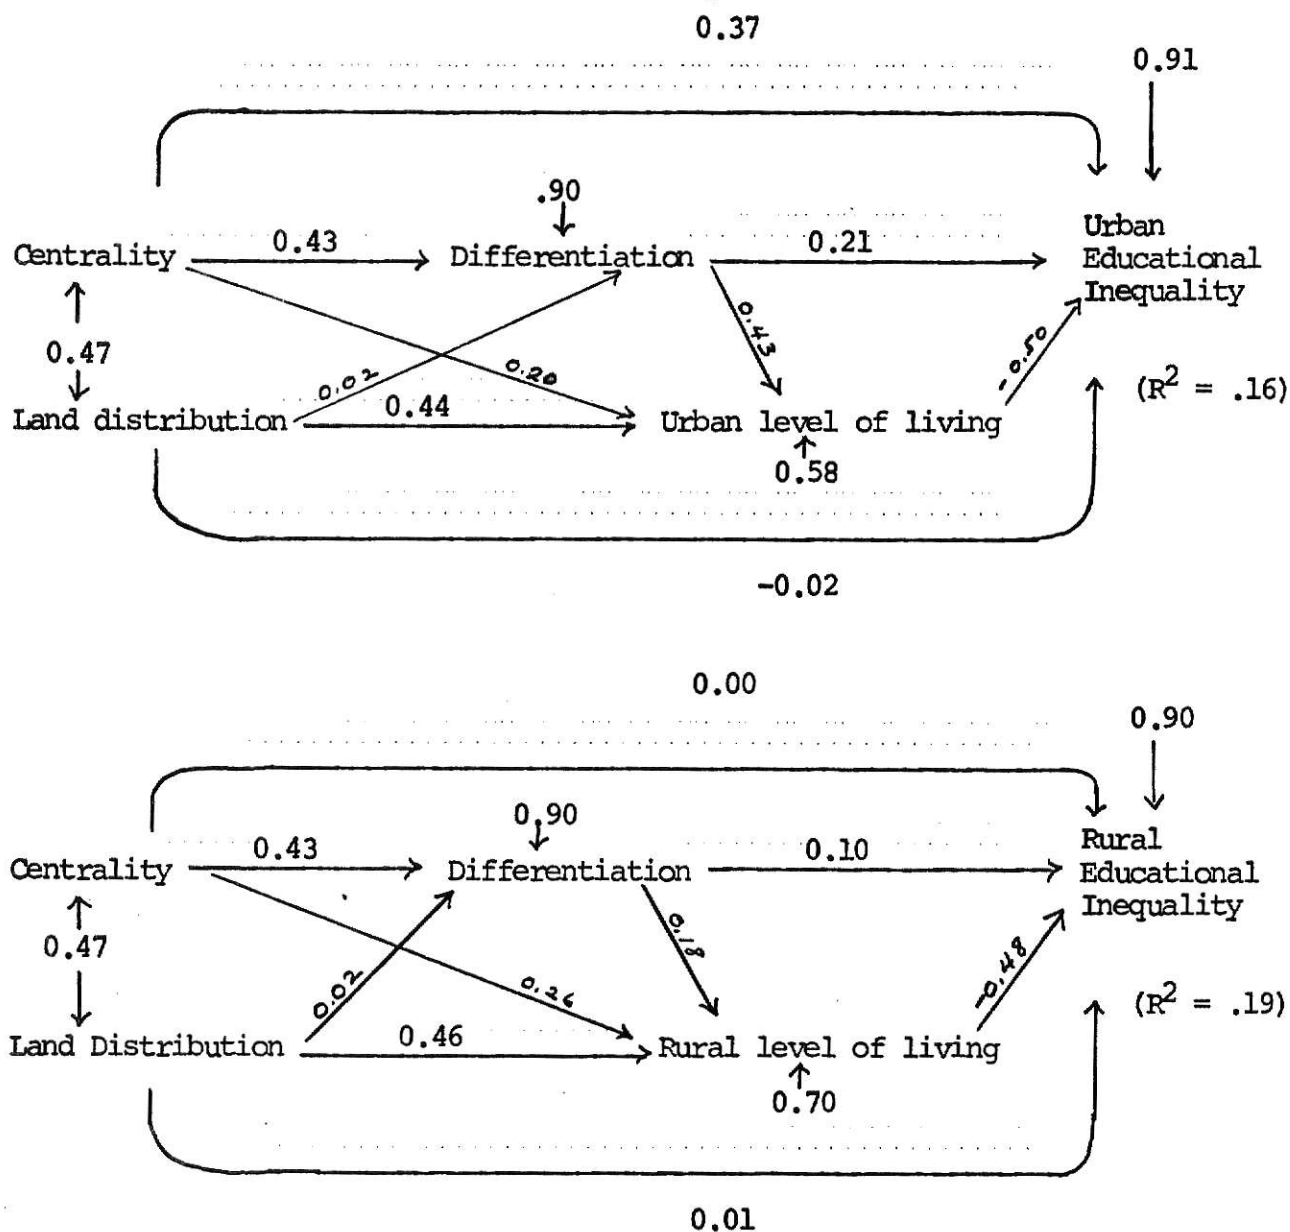 0.37
0.91
.90
Urban
Centrality 0.43 Differentiation 0.21 Educational
Inequality
0.43
-0.50
0.47
0.02
0.20
(R² = .16)
Land distribution 0.44 Urban level of living
0.58
-0.02
0.00
0.90
0.90
Rural
Centrality 0.43 Differentiation 0.10 Educational
Inequality
0.18
0.47
-0.48
0.02
0.26
(R² = .19)
Land Distribution 0.46 Rural level of living
0.70
0.01